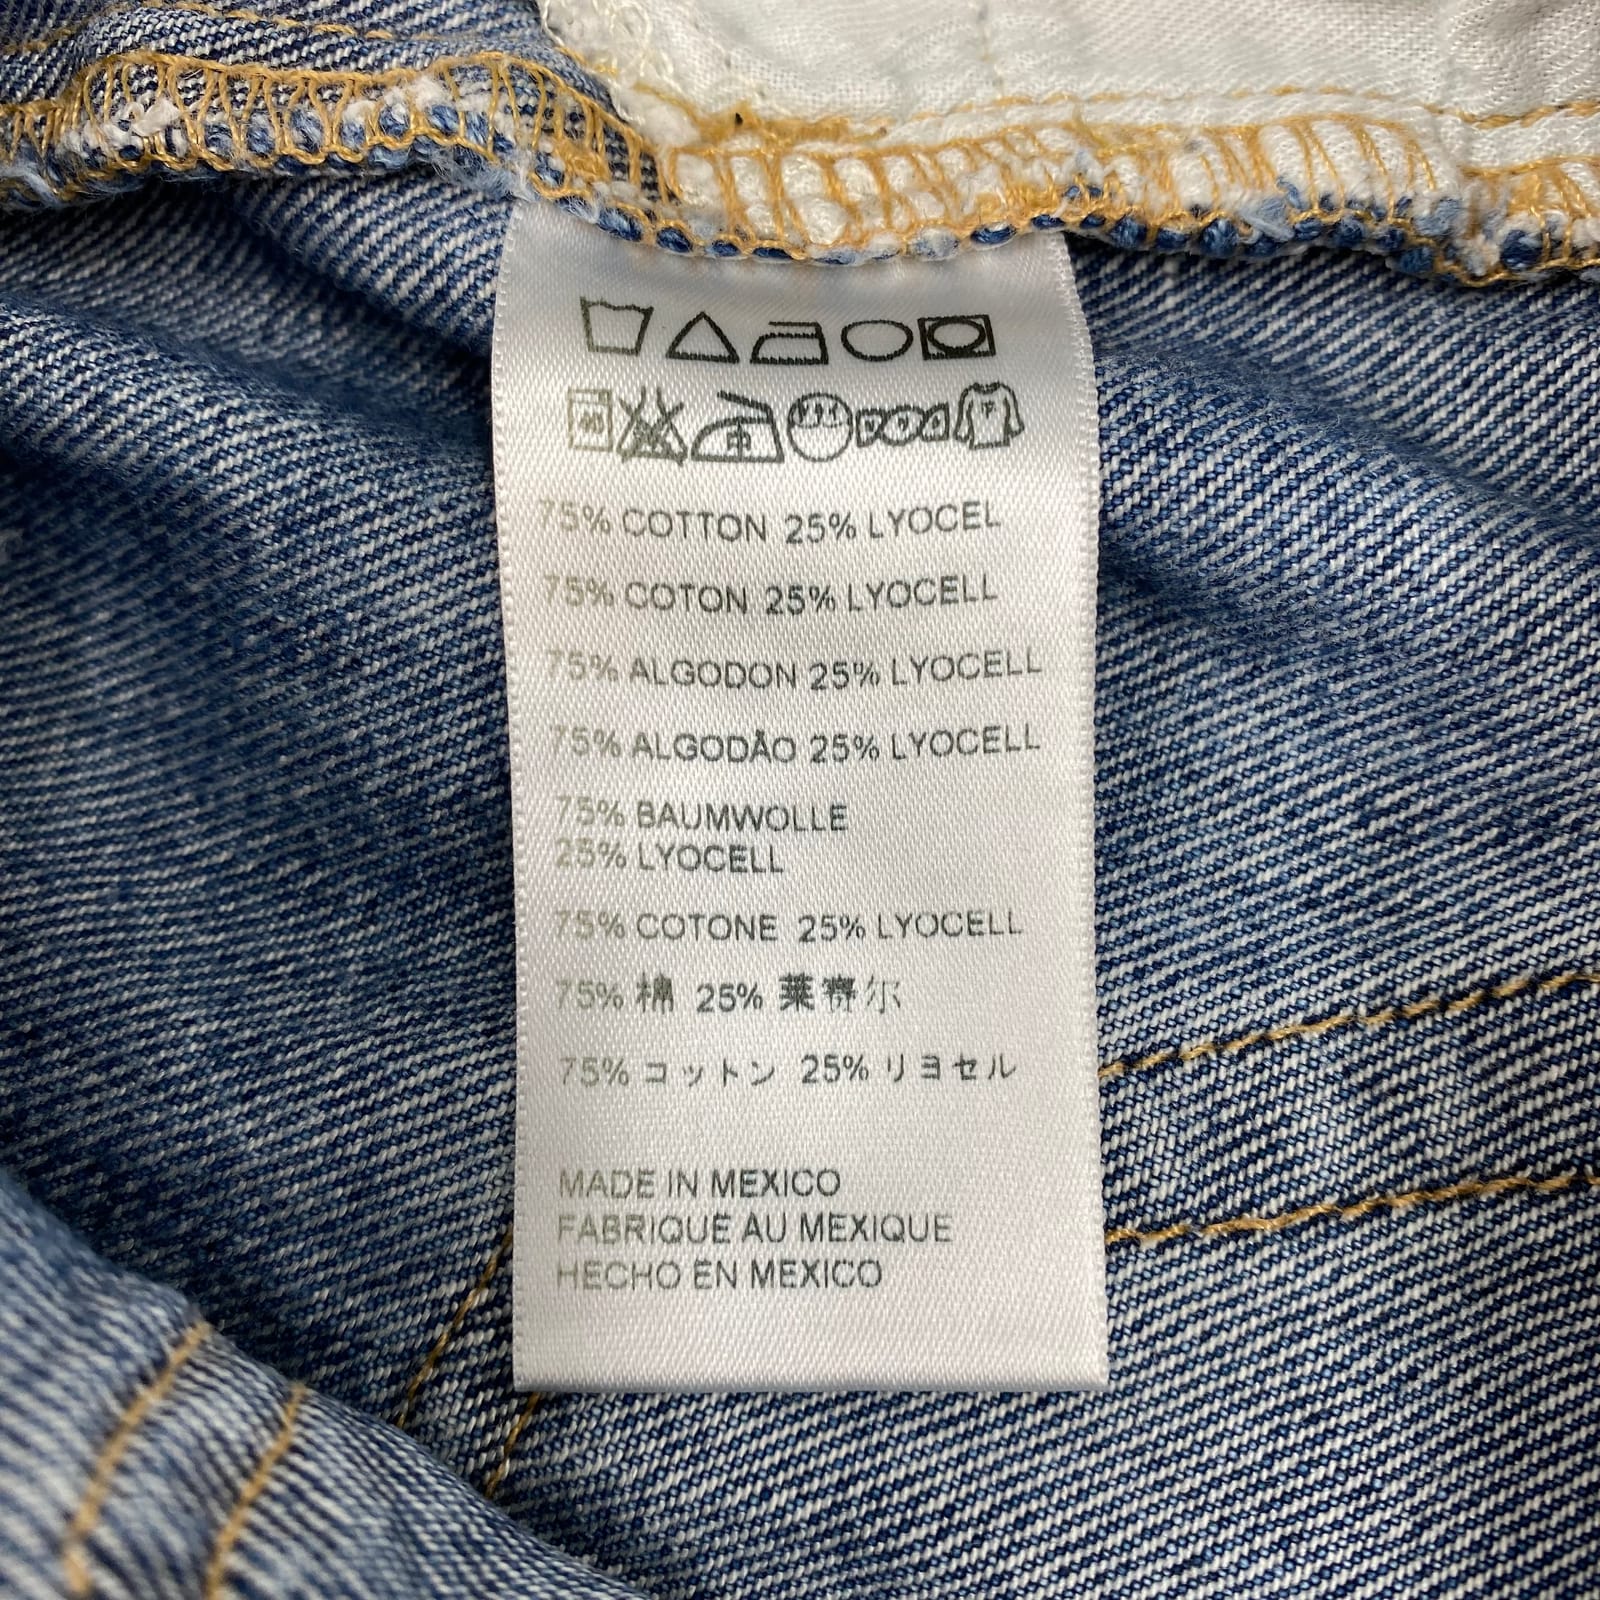 75% COTTON 25% LYOCEL
75% COTON 25% LYOCELL
75% ALGODON 25% LYOCELL
75% ALGODÃO 25% LYOCELL
75% BAUMWOLLE
25% LYOCELL
75% COTONE 25% LYOCELL
75% 棉 25% 莱赛尔
75% コットン 25% リヨセル
MADE IN MEXICO
FABRIQUÉ AU MEXIQUE
HECHO EN MEXICO